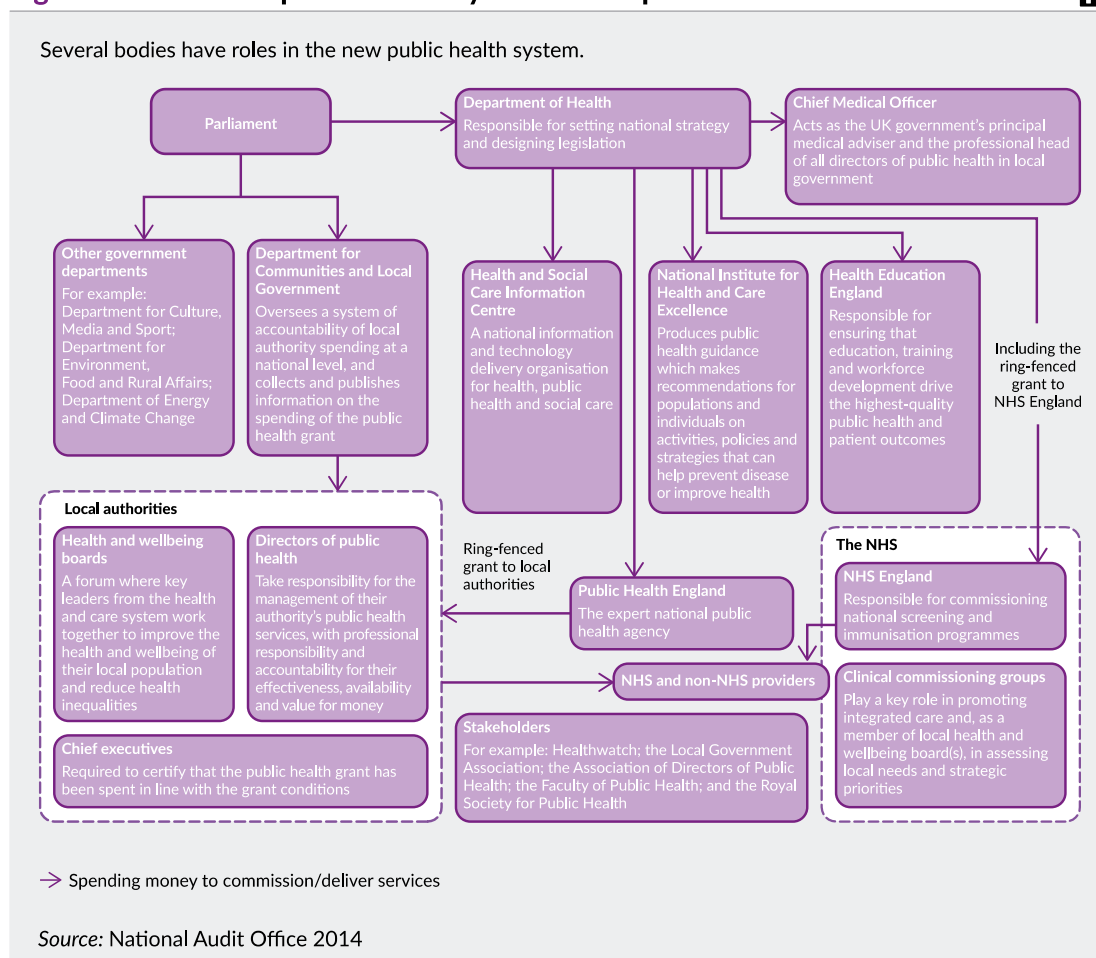 Several bodies have roles in the new public health system.
Parliament
Department of Health
Responsible for setting national strategy
and designing legislation
Chief Medical Officer
Acts as the UK government's principal
medical adviser and the professional head
of all directors of public health in local
government
Other government
departments
For example:
Department for Culture,
Media and Sport;
Department for
Environment,
Food and Rural Affairs;
Department of Energy
and Climate Change
Department for
Communities and Local
Government
Oversees a system of
accountability of local
authority spending at a
national level, and
collects and publishes
information on the
spending of the public
health grant
Health and Social
Care Information
Centre
A national information
and technology
delivery organisation
for health, public
health and social care
National Institute for
Health and Care
Excellence
Produces public
health guidance
which makes
recommendations for
populations and
individuals on
activities, policies and
strategies that can
help prevent disease
or improve health
Health Education
England
Responsible for
ensuring that
education, training
and workforce
development drive
the highest-quality
public health and
patient outcomes
Including the
ring-fenced
grant to
NHS England
Local authorities
Health and wellbeing
boards
A forum where key
leaders from the health
and care system work
together to improve the
health and wellbeing of
their local population
and reduce health
inequalities
Directors of public
health
Take responsibility for the
management of their
authority's public health
services, with professional
responsibility and
accountability for their
effectiveness, availability
and value for money
Chief executives
Required to certify that the public health grant has
been spent in line with the grant conditions
Ring-fenced
grant to local
authorities
Public Health England
The expert national public
health agency
NHS and non-NHS providers
Stakeholders
For example: Healthwatch; the Local Government
Association; the Association of Directors of Public
Health; the Faculty of Public Health; and the Royal
Society for Public Health
The NHS
NHS England
Responsible for commissioning
national screening and
immunisation programmes
Clinical commissioning groups
Play a key role in promoting
integrated care and, as a
member of local health and
wellbeing board(s), in assessing
local needs and strategic
priorities
Spending money to commission/deliver services
Source: National Audit Office 2014